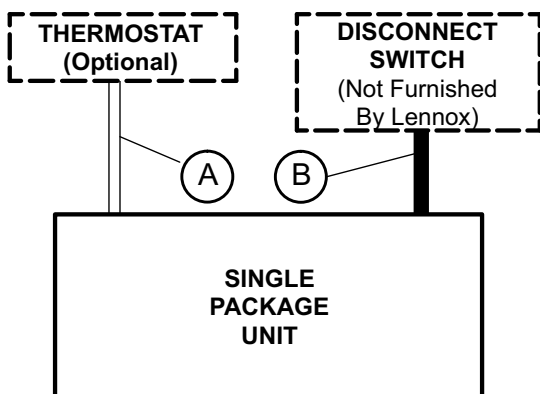 THERMOSTAT
(Optional)
DISCONNECT
SWITCH
(Not Furnished
By Lennox)
A
B
SINGLE
PACKAGE
UNIT